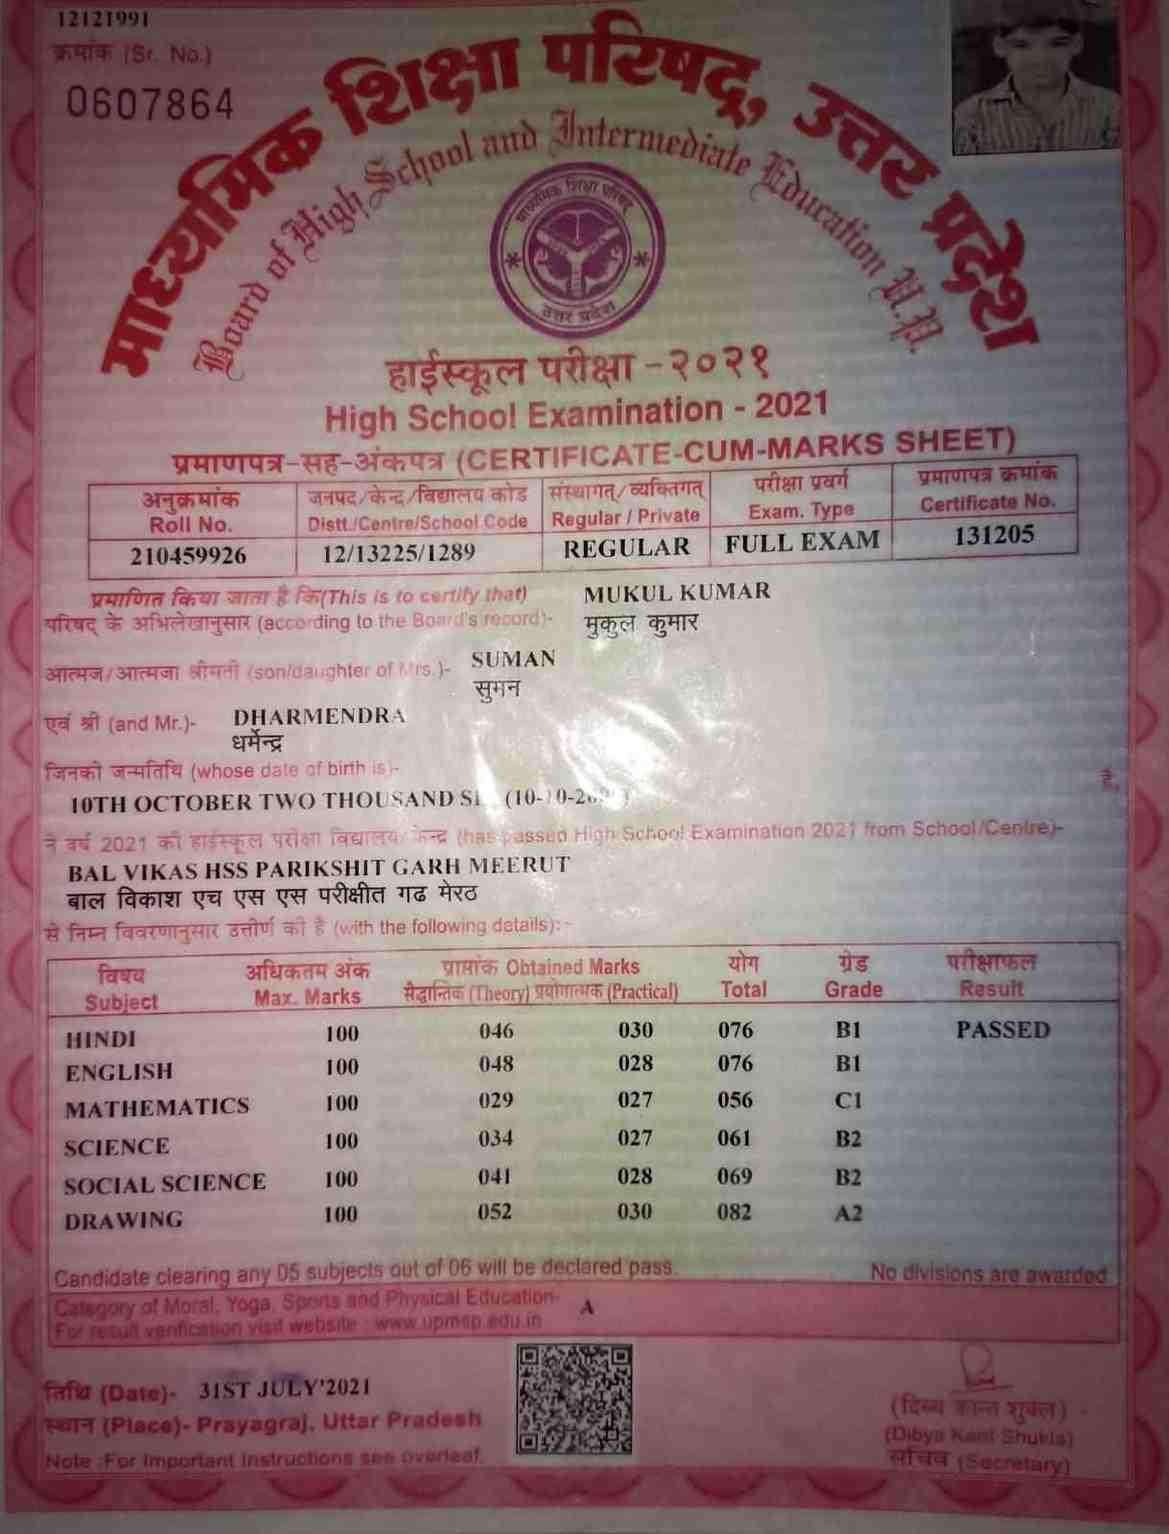 12121991
क्रमांक (Sr. No.)
0607864
माध्यमिक शिक्षा परिषद्, उत्तर प्रदेश
Board of High School and Intermediate Education U.P.
माध्यमिक शिक्षा परिषद्
उत्तर प्रदेश
हाईस्कूल परीक्षा -२०२१
High School Examination - 2021
प्रमाणपत्र-सह-अंकपत्र (CERTIFICATE-CUM-MARKS SHEET)
अनुक्रमांक जनपद/केन्द्र/विद्यालय कोड संस्थागत्/व्यक्तिगत् परीक्षा प्रवर्ग प्रमाणपत्र क्रमांक
Roll No. Distt./Centre/School Code Regular / Private Exam. Type Certificate No.
210459926 12/13225/1289 REGULAR FULL EXAM 131205
प्रमाणित किया जाता है कि(This is to certify that) MUKUL KUMAR
परिषद् के अभिलेखानुसार (according to the Board's record)- मुकुल कुमार
आत्मज/आत्मजा श्रीमती (son/daughter of Mrs.)- SUMAN
सुमन
एवं श्री (and Mr.)- DHARMENDRA
धर्मेन्द्र
जिनकी जन्मतिथि (whose date of birth is)-
10TH OCTOBER TWO THOUSAND (10-10- है,
ने वर्ष 2021 की हाईस्कूल परीक्षा विद्यालय/केन्द्र (has passed High School Examination 2021 from School/Centre)-
BAL VIKAS HSS PARIKSHIT GARH MEERUT
बाल विकाश एच एस एस परीक्षीत गढ मेरठ
से निम्न विवरणानुसार उत्तीर्ण की है (with the following details):-
विषय अधिकतम अंक प्राप्तांक Obtained Marks योग ग्रेड परीक्षाफल
Subject Max. Marks सैद्धान्तिक (Theory) प्रयोगात्मक (Practical) Total Grade Result
HINDI 100 046 030 076 B1 PASSED
ENGLISH 100 048 028 076 B1
MATHEMATICS 100 029 027 056 C1
SCIENCE 100 034 027 061 B2
SOCIAL SCIENCE 100 041 028 069 B2
DRAWING 100 052 030 082 A2
Candidate clearing any 05 subjects out of 06 will be declared pass. No divisions are awarded
Category of Moral, Yoga, Sports and Physical Education- A
For result verification visit website : www.upmsp.edu.in
तिथि (Date)- 31ST JULY'2021
स्थान (Place)- Prayagraj, Uttar Pradesh
Note :For Important Instructions see overleaf.
(दिव्य कान्त शुक्ल)
(Dibya Kant Shukla)
सचिव (Secretary)